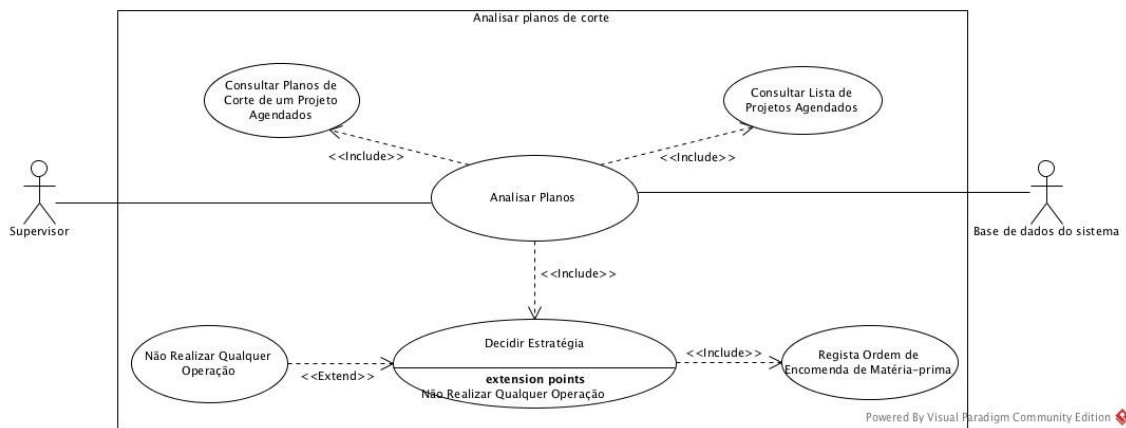 Analisar planos de corte
Consultar Planos de
Corte de um Projeto
Agendados
Consultar Lista de
Projetos Agendados
<<Include>>
<<Include>>
Analisar Planos
Supervisor
Base de dados do sistema
<<Include>>
Não Realizar Qualquer
Operação
<<Extend>>
Decidir Estratégia
extension points
Não Realizar Qualquer Operação
<<Include>>
Regista Ordem de
Encomenda de Matéria-prima
Powered By Visual Paradigm Community Edition